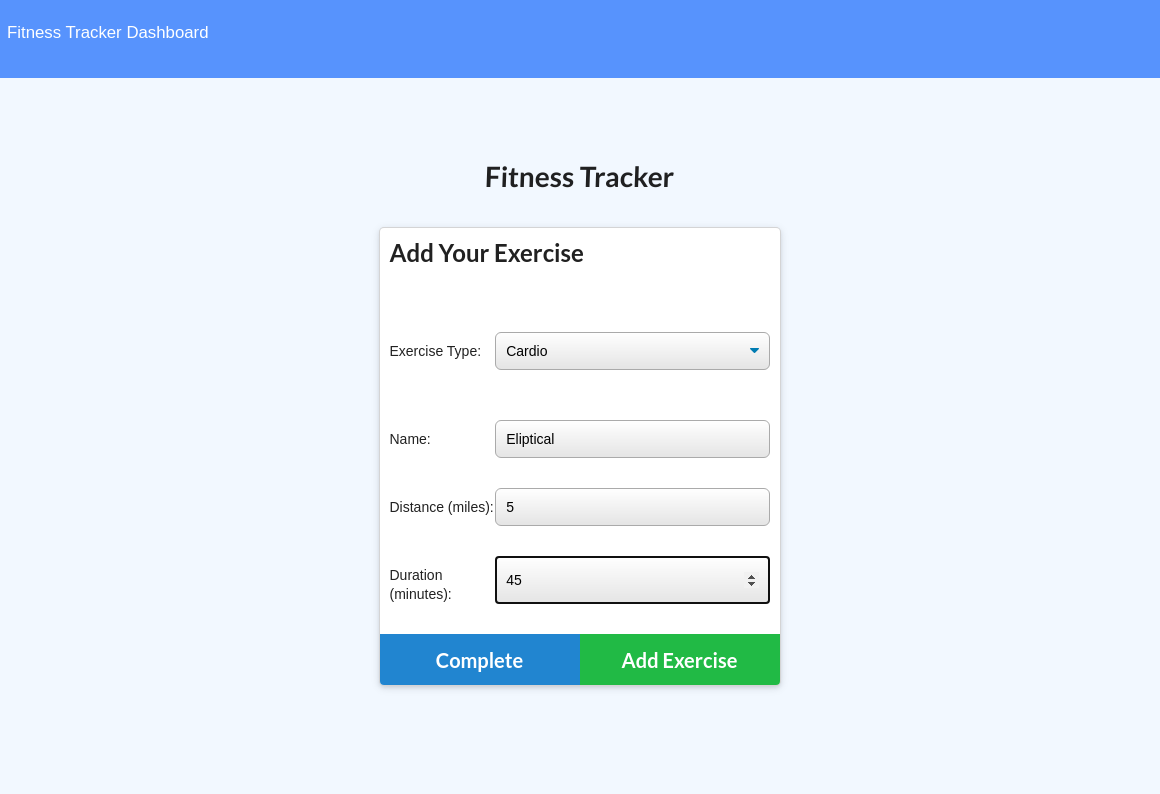 Fitness Tracker Dashboard
Fitness Tracker
Add Your Exercise
Exercise Type: Cardio
Name: Eliptical
Distance (miles): 5
Duration (minutes): 45
Complete Add Exercise